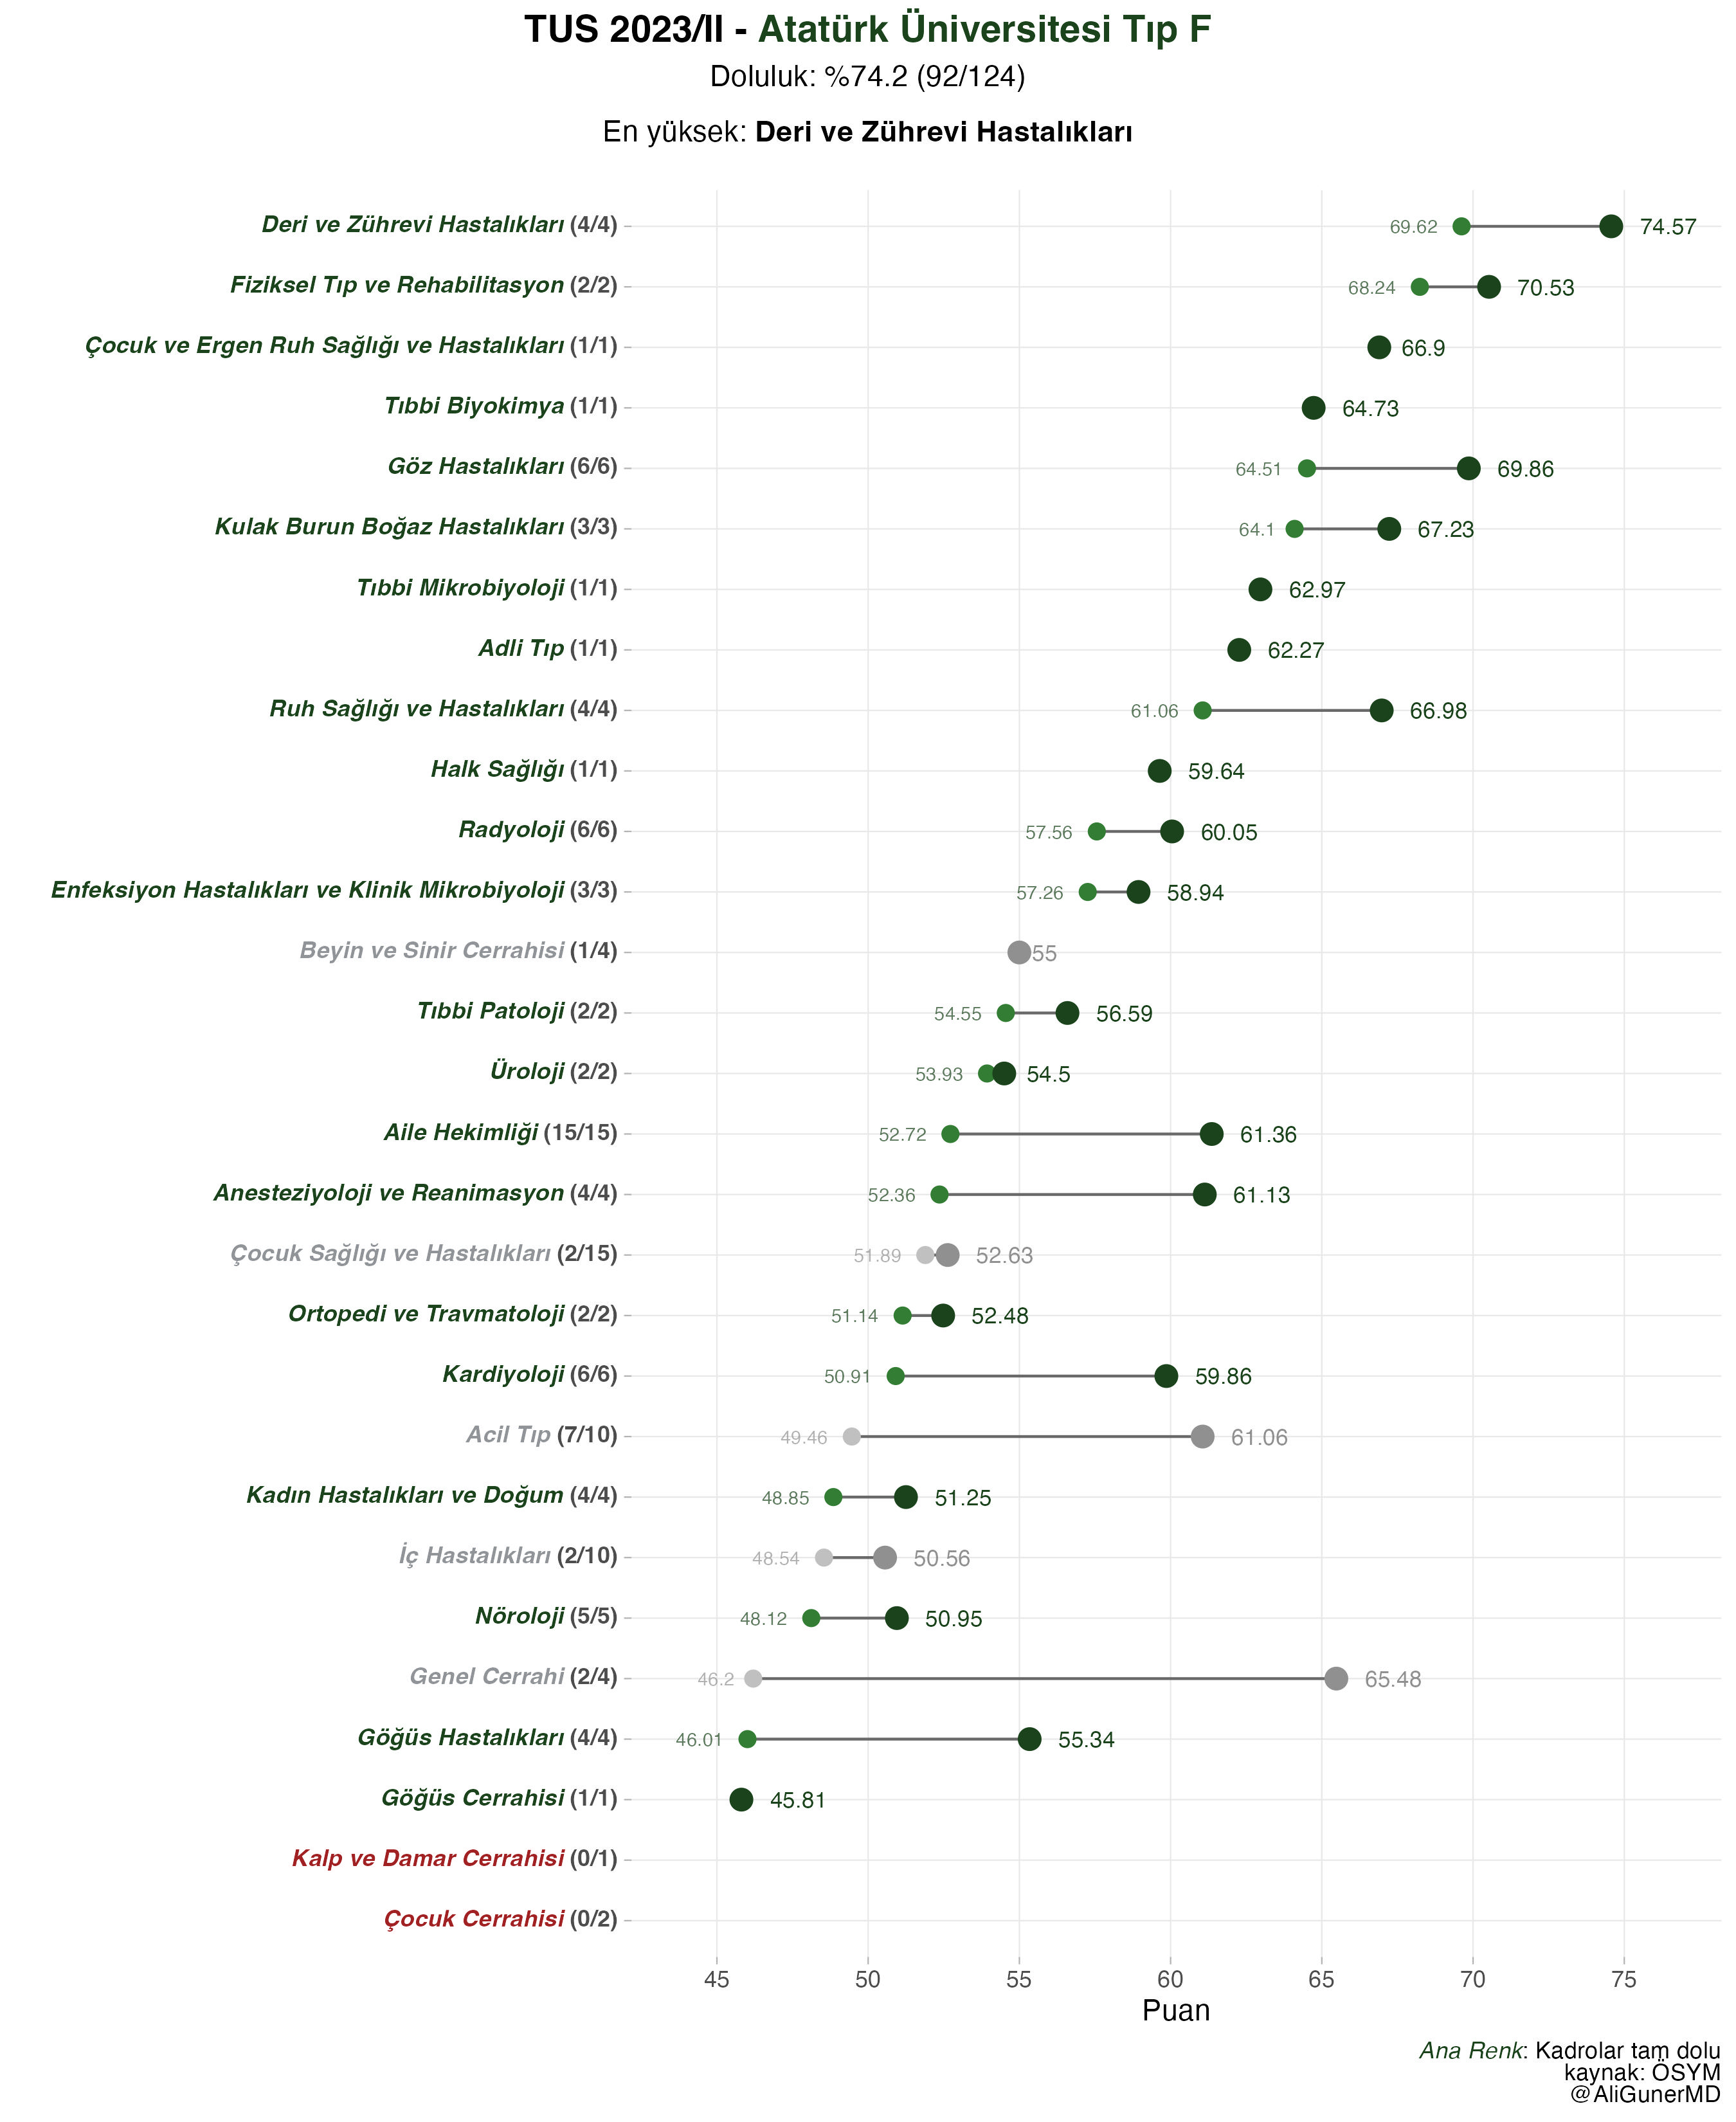 TUS 2023/II - Atatürk Üniversitesi Tıp F
Doluluk: %74.2 (92/124)
En yüksek: Deri ve Zührevi Hastalıkları
Deri ve Zührevi Hastalıkları (4/4) 69.62 74.57
Fiziksel Tıp ve Rehabilitasyon (2/2) 68.24 70.53
Çocuk ve Ergen Ruh Sağlığı ve Hastalıkları (1/1) 66.9
Tıbbi Biyokimya (1/1) 64.73
Göz Hastalıkları (6/6) 64.51 69.86
Kulak Burun Boğaz Hastalıkları (3/3) 64.1 67.23
Tıbbi Mikrobiyoloji (1/1) 62.97
Adli Tıp (1/1) 62.27
Ruh Sağlığı ve Hastalıkları (4/4) 61.06 66.98
Halk Sağlığı (1/1) 59.64
Radyoloji (6/6) 57.56 60.05
Enfeksiyon Hastalıkları ve Klinik Mikrobiyoloji (3/3) 57.26 58.94
Beyin ve Sinir Cerrahisi (1/4) 55
Tıbbi Patoloji (2/2) 54.55 56.59
Üroloji (2/2) 53.93 54.5
Aile Hekimliği (15/15) 52.72 61.36
Anesteziyoloji ve Reanimasyon (4/4) 52.36 61.13
Çocuk Sağlığı ve Hastalıkları (2/15) 51.89 52.63
Ortopedi ve Travmatoloji (2/2) 51.14 52.48
Kardiyoloji (6/6) 50.91 59.86
Acil Tıp (7/10) 49.46 61.06
Kadın Hastalıkları ve Doğum (4/4) 48.85 51.25
İç Hastalıkları (2/10) 48.54 50.56
Nöroloji (5/5) 48.12 50.95
Genel Cerrahi (2/4) 46.2 65.48
Göğüs Hastalıkları (4/4) 46.01 55.34
Göğüs Cerrahisi (1/1) 45.81
Kalp ve Damar Cerrahisi (0/1)
Çocuk Cerrahisi (0/2)
45 50 55 60 65 70 75
Puan
Ana Renk: Kadrolar tam dolu
kaynak: ÖSYM
@AliGunerMD